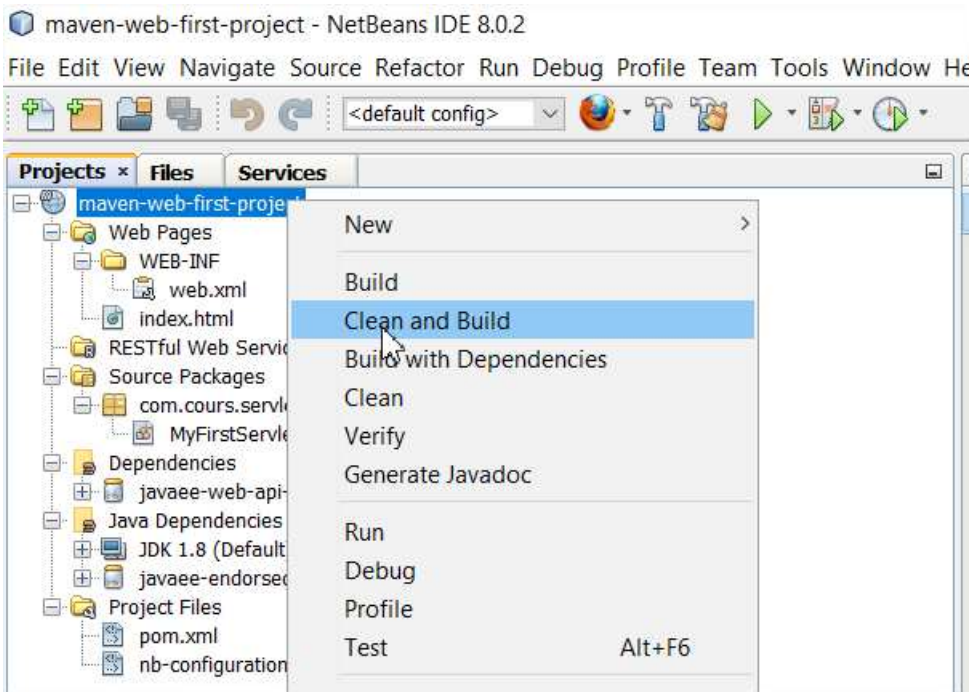 maven-web-first-project - NetBeans IDE 8.0.2
File Edit View Navigate Source Refactor Run Debug Profile Team Tools Window He
<default config>
Projects × Files Services
maven-web-first-projec
Web Pages
WEB-INF
web.xml
index.html
RESTful Web Servic
Source Packages
com.cours.servle
MyFirstServle
Dependencies
javaee-web-api-
Java Dependencies
JDK 1.8 (Default
javaee-endorsed
Project Files
pom.xml
nb-configuration
New
Build
Clean and Build
Build with Dependencies
Clean
Verify
Generate Javadoc
Run
Debug
Profile
Test Alt+F6